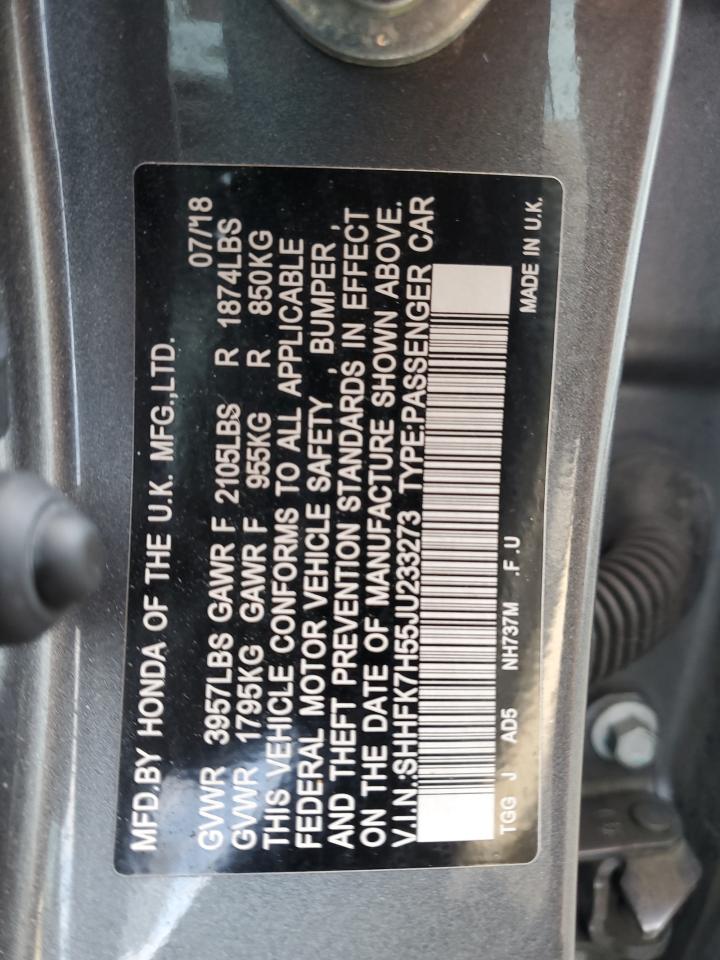 MFD.BY HONDA OF THE U.K. MFG.,LTD. 07/18
GVWR 3957LBS GAWR F 2105LBS R 1874LBS
GVWR 1795KG GAWR F 955KG R 850KG
THIS VEHICLE CONFORMS TO ALL APPLICABLE
FEDERAL MOTOR VEHICLE SAFETY , BUMPER ,
AND THEFT PREVENTION STANDARDS IN EFFECT
ON THE DATE OF MANUFACTURE SHOWN ABOVE.
V.I.N.:SHHFK7H55JU233273 TYPE:PASSENGER CAR
TGG J AD5 NH737M .F .U MADE IN U.K.